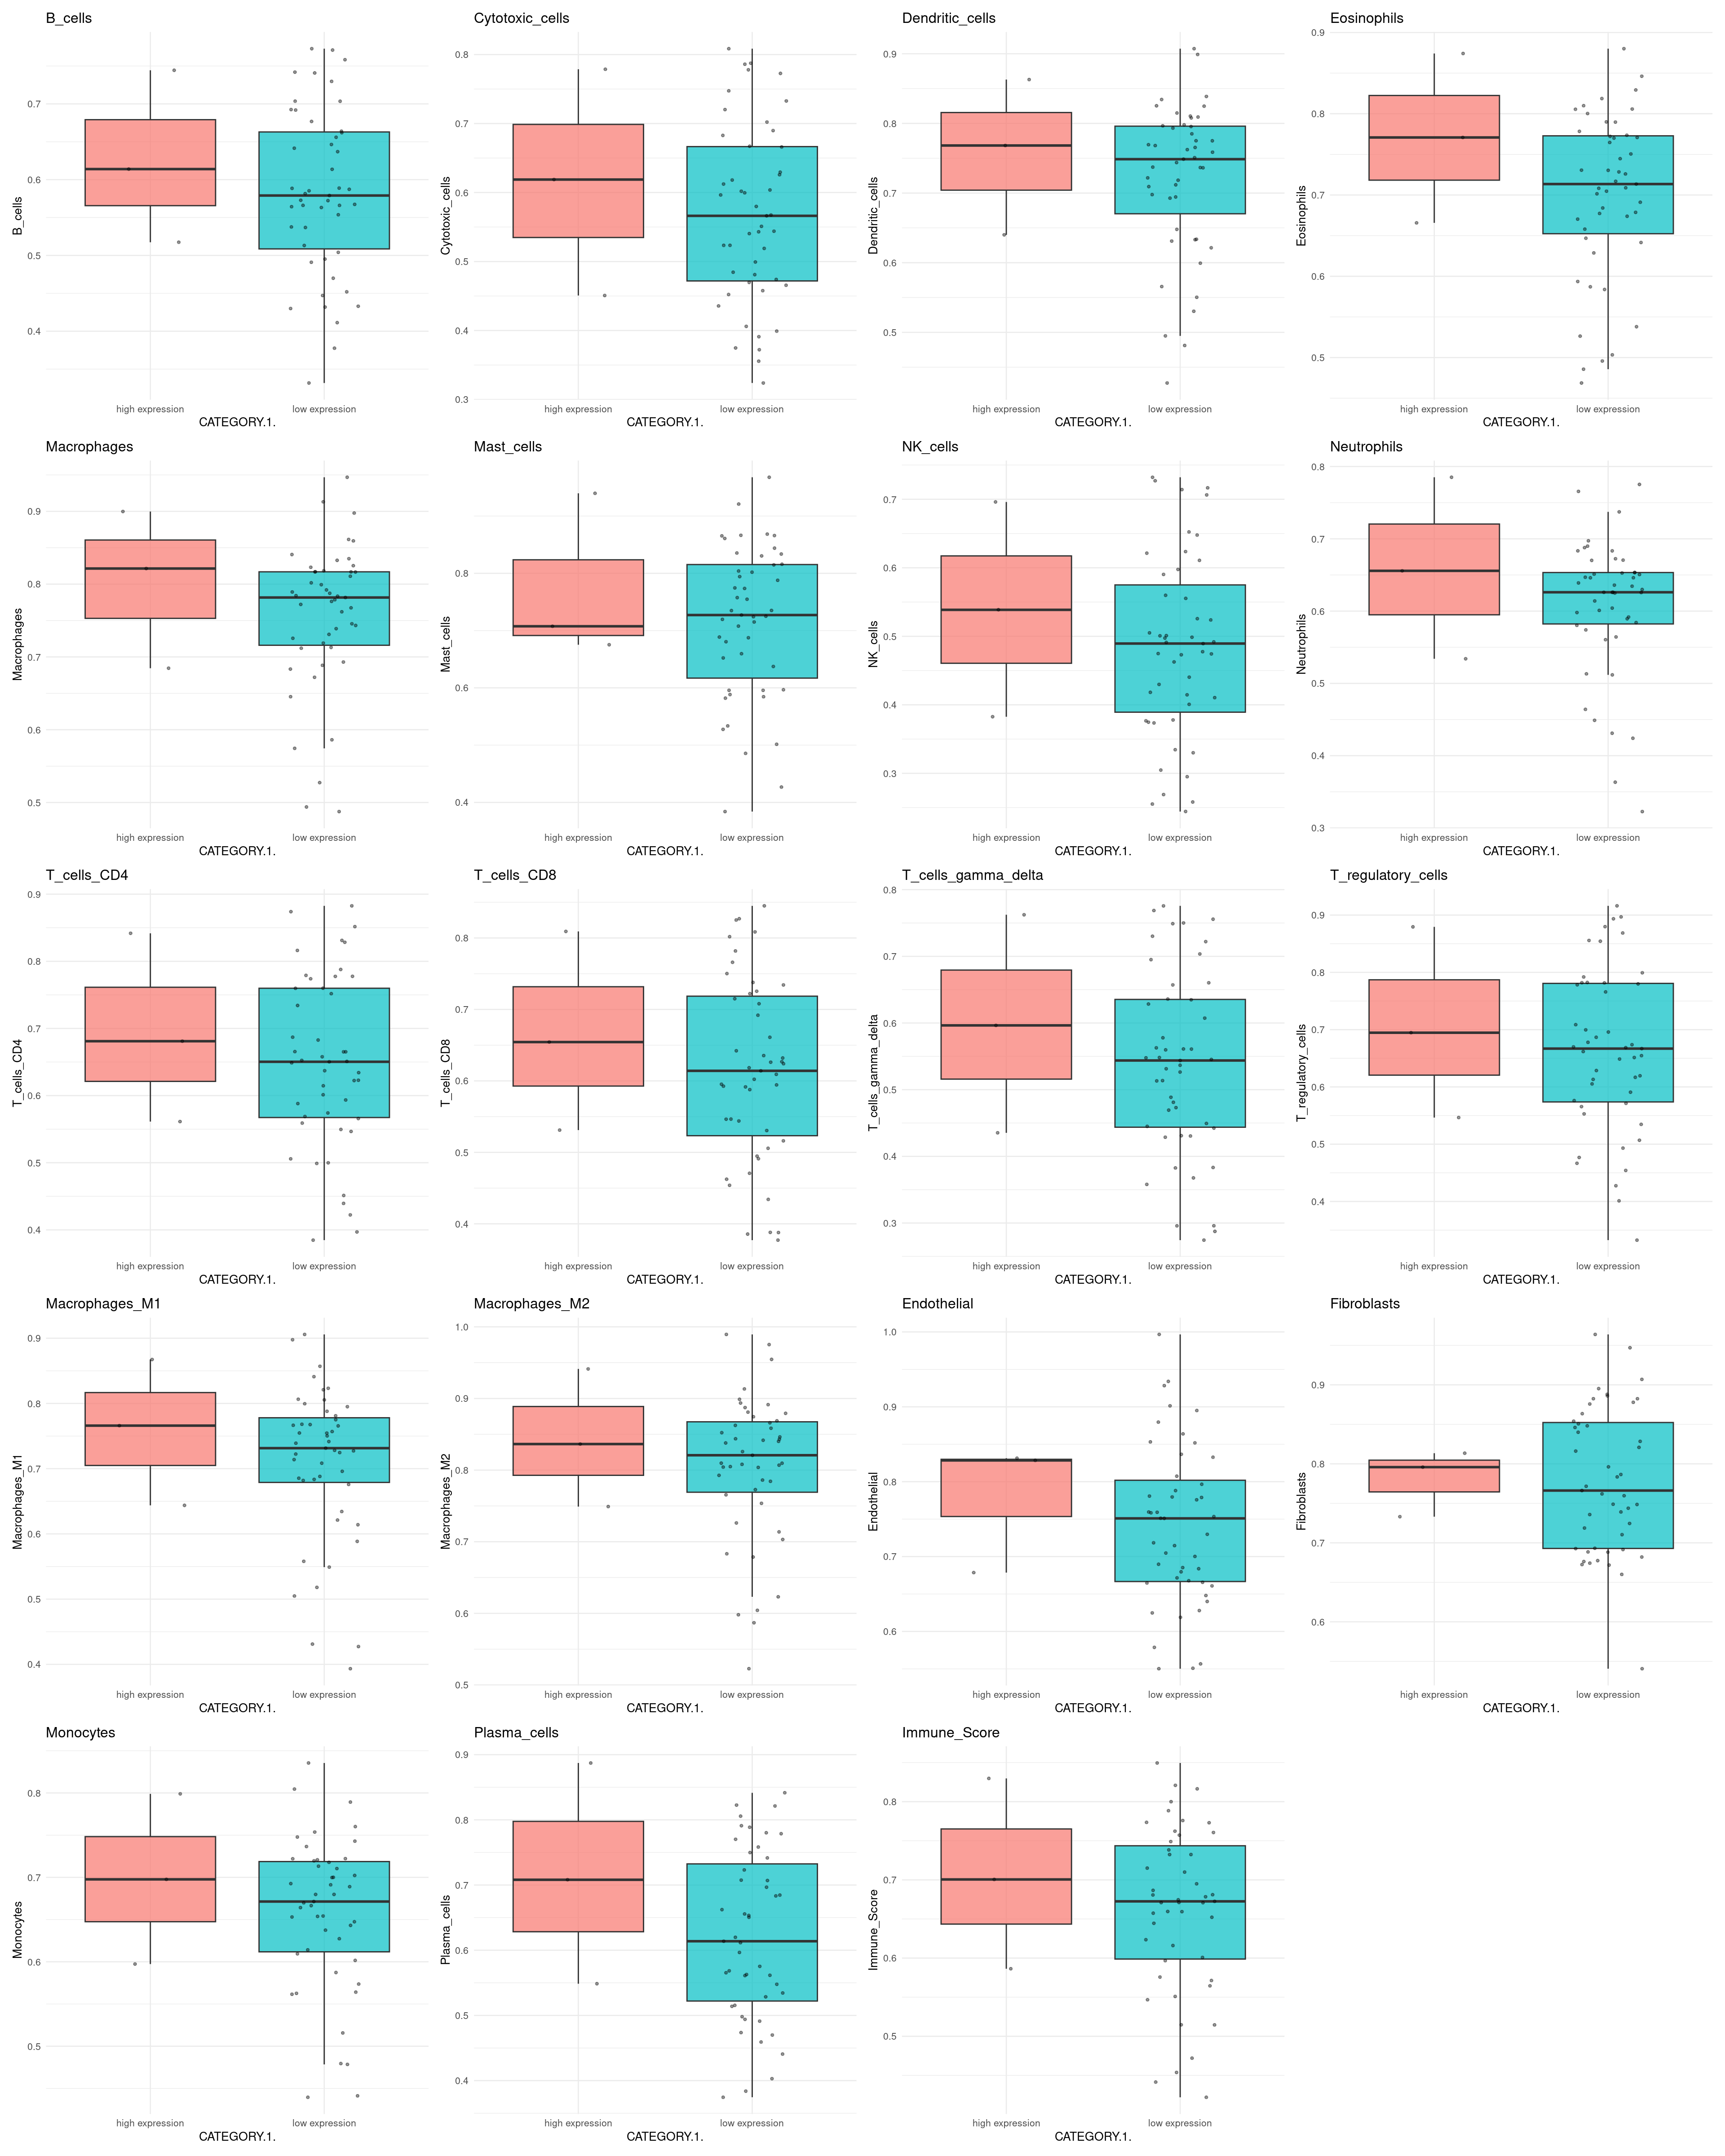 B_cells
B_cells
0.7
0.6
0.5
0.4
high expression
low expression
CATEGORY.1.
Cytotoxic_cells
Cytotoxic_cells
0.8
0.7
0.6
0.5
0.4
0.3
high expression
low expression
CATEGORY.1.
Dendritic_cells
Dendritic_cells
0.9
0.8
0.7
0.6
0.5
high expression
low expression
CATEGORY.1.
Eosinophils
Eosinophils
0.9
0.8
0.7
0.6
0.5
high expression
low expression
CATEGORY.1.
Macrophages
Macrophages
0.9
0.8
0.7
0.6
0.5
high expression
low expression
CATEGORY.1.
Mast_cells
Mast_cells
0.8
0.6
0.4
high expression
low expression
CATEGORY.1.
NK_cells
NK_cells
0.7
0.6
0.5
0.4
0.3
high expression
low expression
CATEGORY.1.
Neutrophils
Neutrophils
0.8
0.7
0.6
0.5
0.4
0.3
high expression
low expression
CATEGORY.1.
T_cells_CD4
T_cells_CD4
0.9
0.8
0.7
0.6
0.5
0.4
high expression
low expression
CATEGORY.1.
T_cells_CD8
T_cells_CD8
0.8
0.7
0.6
0.5
0.4
high expression
low expression
CATEGORY.1.
T_cells_gamma_delta
T_cells_gamma_delta
0.8
0.7
0.6
0.5
0.4
0.3
high expression
low expression
CATEGORY.1.
T_regulatory_cells
T_regulatory_cells
0.9
0.8
0.7
0.6
0.5
0.4
high expression
low expression
CATEGORY.1.
Macrophages_M1
Macrophages_M1
0.9
0.8
0.7
0.6
0.5
0.4
high expression
low expression
CATEGORY.1.
Macrophages_M2
Macrophages_M2
1.0
0.9
0.8
0.7
0.6
0.5
high expression
low expression
CATEGORY.1.
Endothelial
Endothelial
1.0
0.9
0.8
0.7
0.6
high expression
low expression
CATEGORY.1.
Fibroblasts
Fibroblasts
0.9
0.8
0.7
0.6
high expression
low expression
CATEGORY.1.
Monocytes
Monocytes
0.8
0.7
0.6
0.5
high expression
low expression
CATEGORY.1.
Plasma_cells
Plasma_cells
0.9
0.8
0.7
0.6
0.5
0.4
high expression
low expression
CATEGORY.1.
Immune_Score
Immune_Score
0.8
0.7
0.6
0.5
high expression
low expression
CATEGORY.1.